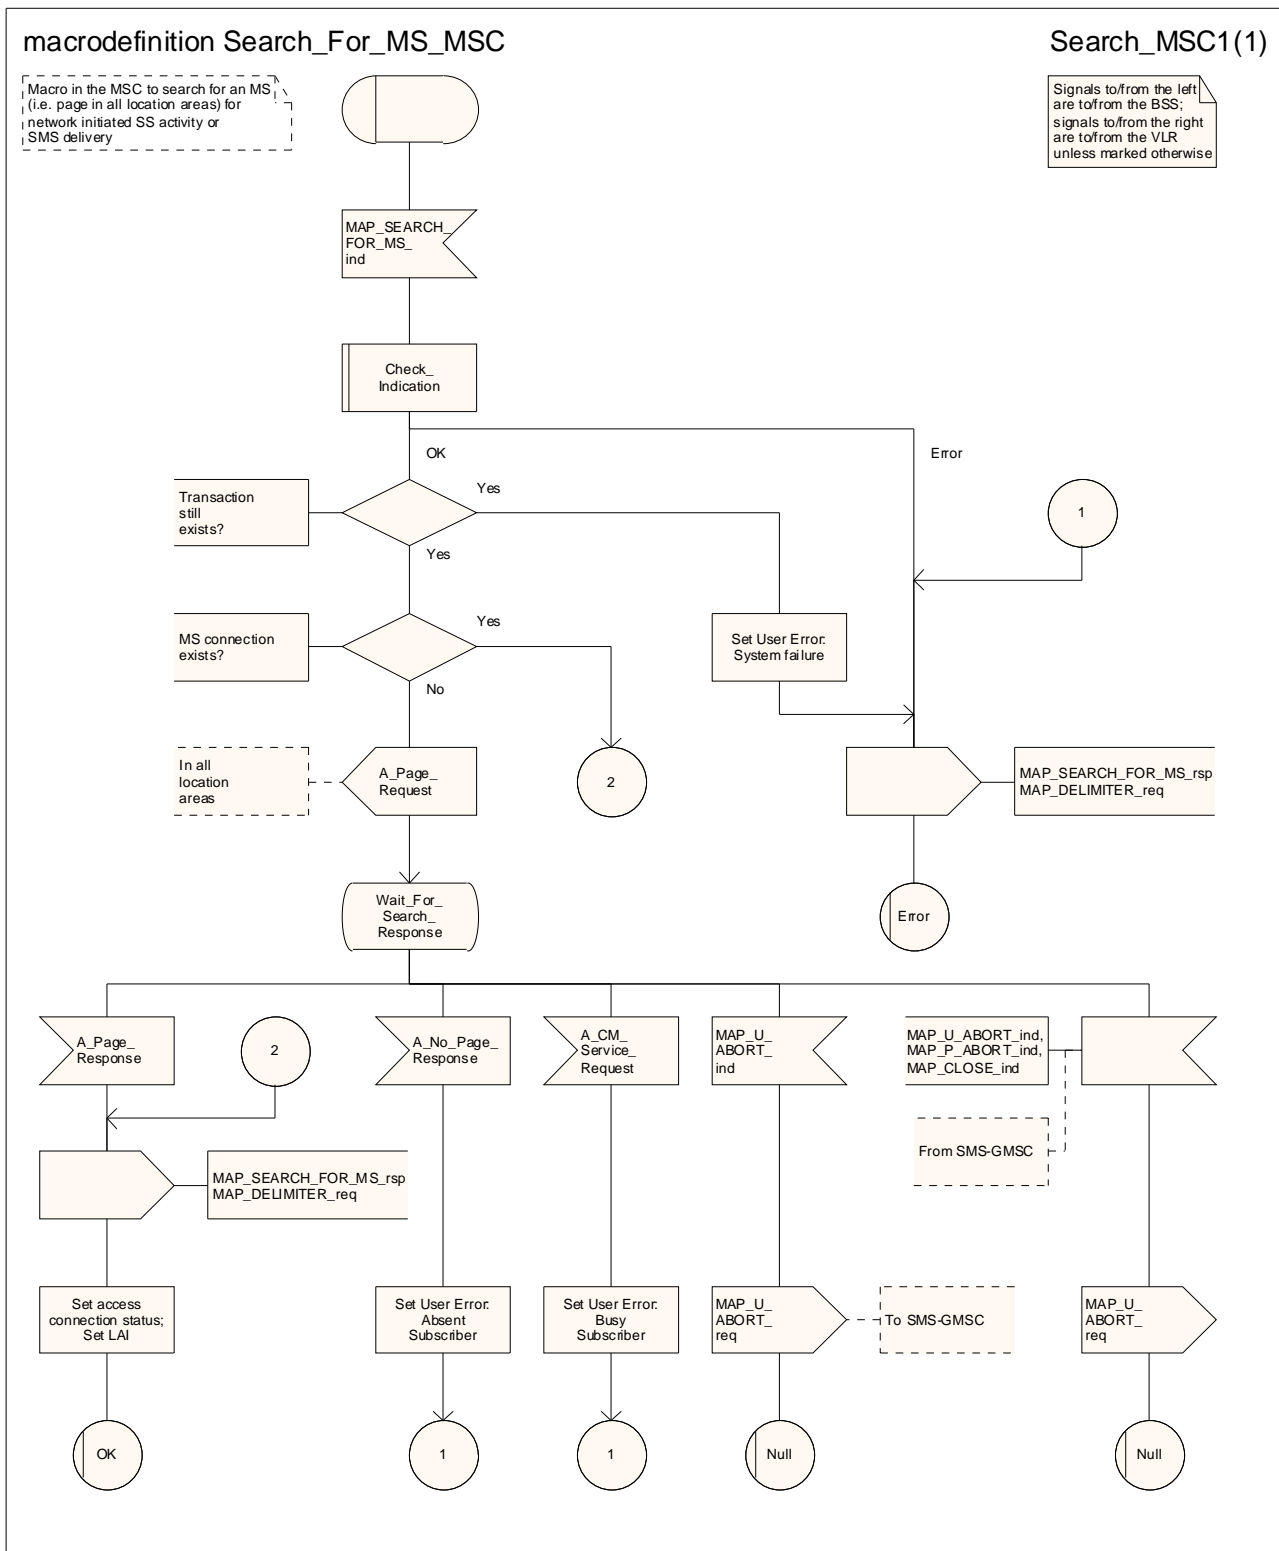 macrodefinition Search_For_MS_MSC
Search_MSC1(1)
Macro in the MSC to search for an MS
(i.e. page in all location areas) for
network initiated SS activity or
SMS delivery
Signals to/from the left
are to/from the BSS;
signals to/from the right
are to/from the VLR
unless marked otherwise
MAP_SEARCH_
FOR_MS_
ind
Check_
Indication
OK
Error
Transaction
still
exists?
Yes
1
Yes
MS connection
exists?
Yes
Set User Error:
System failure
No
In all
location
areas
A_Page_
Request
2
MAP_SEARCH_FOR_MS_rsp
MAP_DELIMITER_req
Wait_For_
Search_
Response
Error
A_Page_
Response
2
A_No_Page_
Response
A_CM_
Service_
Request
MAP_U_
ABORT_
ind
MAP_U_ABORT_ind,
MAP_P_ABORT_ind,
MAP_CLOSE_ind
From SMS-GMSC
MAP_SEARCH_FOR_MS_rsp
MAP_DELIMITER_req
Set access
connection status;
Set LAI
Set User Error:
Absent
Subscriber
Set User Error:
Busy
Subscriber
MAP_U_
ABORT_
req
To SMS-GMSC
MAP_U_
ABORT_
req
OK
1
1
Null
Null